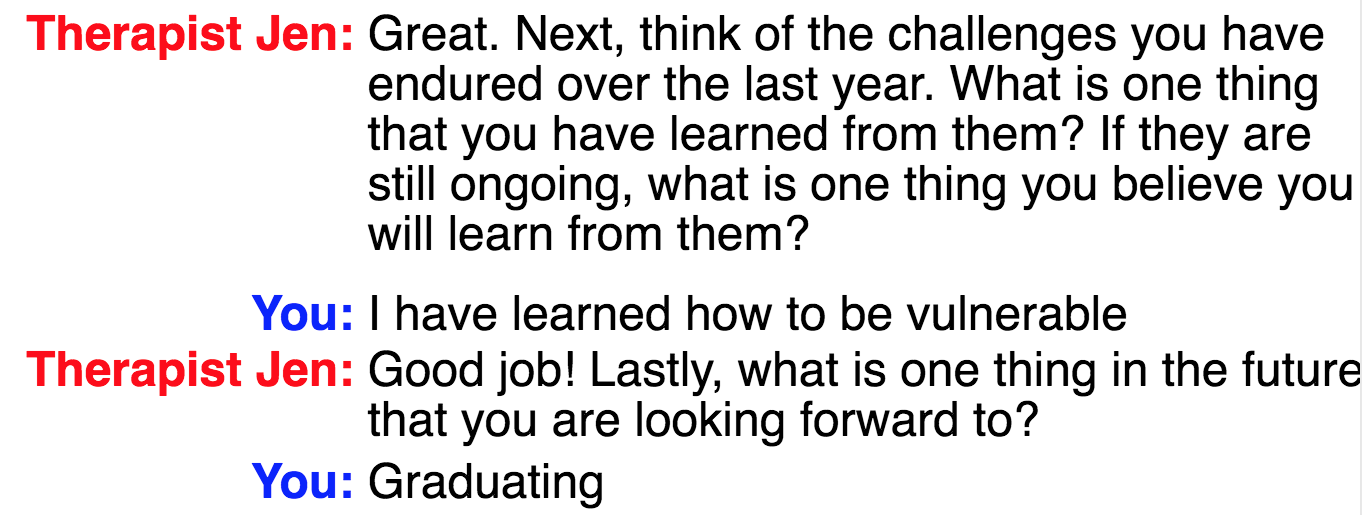 Therapist Jen: Great. Next, think of the challenges you have
endured over the last year. What is one thing
that you have learned from them? If they are
still ongoing, what is one thing you believe you
will learn from them?
You: I have learned how to be vulnerable
Therapist Jen: Good job! Lastly, what is one thing in the future
that you are looking forward to?
You: Graduating